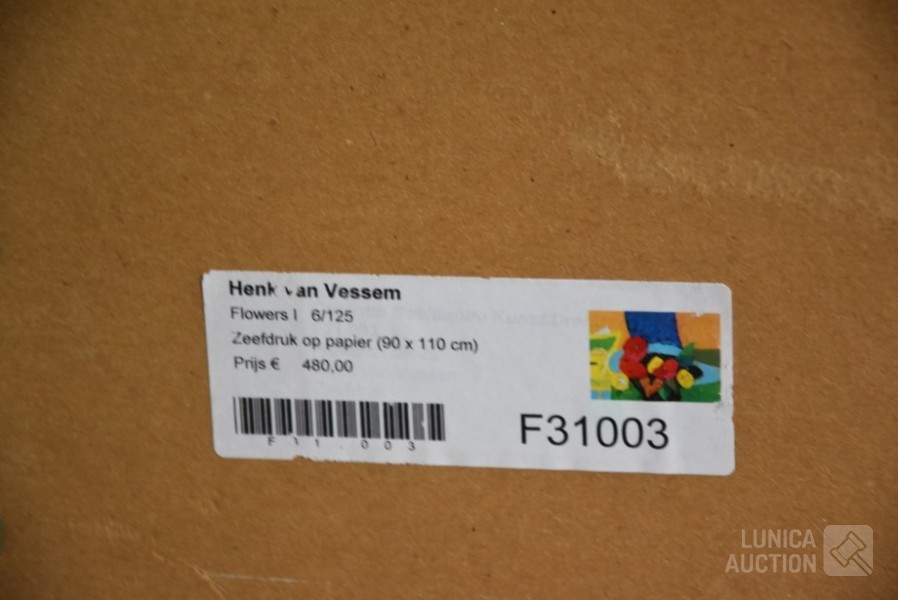 Henk van Vessem
Flowers I 6/125
Zeefdruk op papier (90 x 110 cm)
Prijs € 480,00
F31003
LUNICA
AUCTION